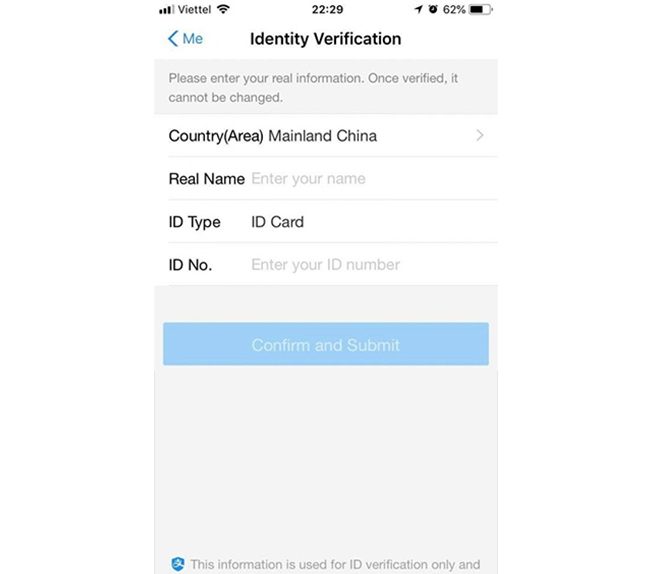 Viettel 22:29 62%
Me Identity Verification
Please enter your real information. Once verified, it
cannot be changed.
Country(Area) Mainland China
Real Name Enter your name
ID Type ID Card
ID No. Enter your ID number
Confirm and Submit
This information is used for ID verification only and